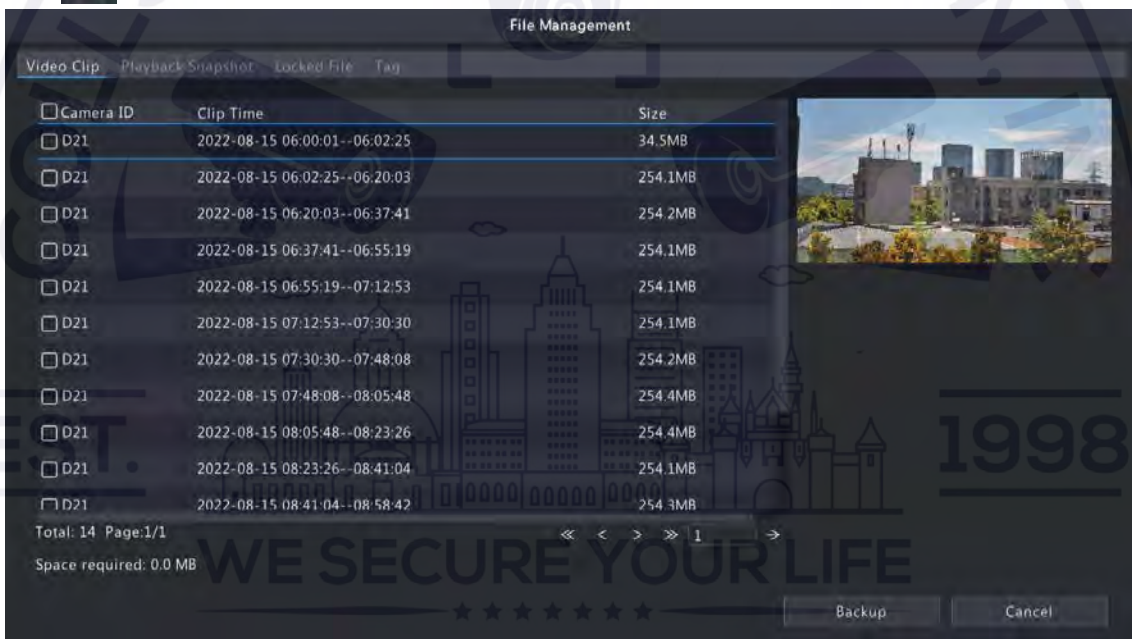 File Management
Video Clip Playback Snapshot Locked File Tag
Camera ID Clip Time Size
D21 2022-08-15 06:00:01--06:02:25 34.5MB
D21 2022-08-15 06:02:25--06:20:03 254.1MB
D21 2022-08-15 06:20:03--06:37:41 254.2MB
D21 2022-08-15 06:37:41--06:55:19 254.1MB
D21 2022-08-15 06:55:19--07:12:53 254.1MB
D21 2022-08-15 07:12:53--07:30:30 254.1MB
D21 2022-08-15 07:30:30--07:48:08 254.2MB
D21 2022-08-15 07:48:08--08:05:48 254.4MB
D21 2022-08-15 08:05:48--08:23:26 254.4MB
D21 2022-08-15 08:23:26--08:41:04 254.1MB
D21 2022-08-15 08:41:04--08:58:42 254.3MB
EST. 1998
Total: 14 Page:1/1 « < > » 1 →
Space required: 0.0 MB
WE SECURE YOUR LIFE
Backup Cancel